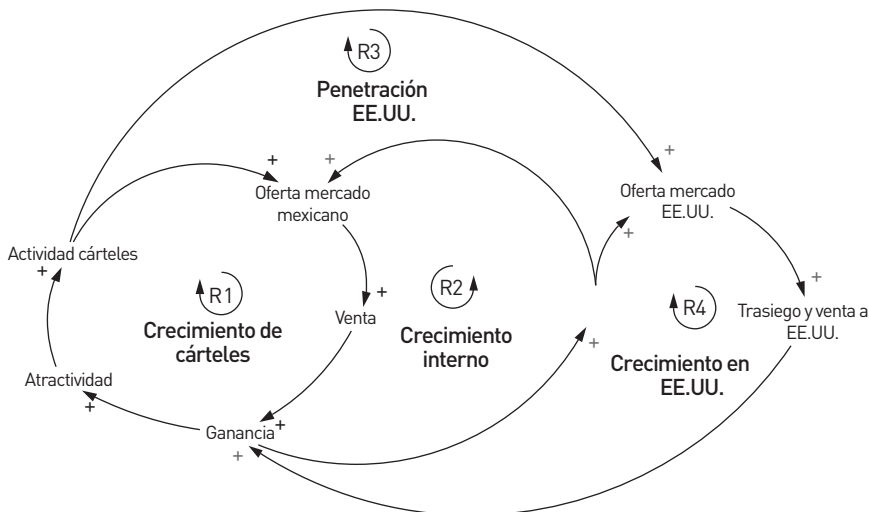 R3
Penetración
EE.UU.
+
+
+
Oferta mercado
mexicano
Oferta mercado
EE.UU.
+
Actividad cárteles
+
R1
Crecimiento de
cárteles
+
Venta
R2
Crecimiento
interno
R4
Crecimiento en
EE.UU.
+
Trasiego y venta a
EE.UU.
+
Atractividad
+
Ganancia
+
+